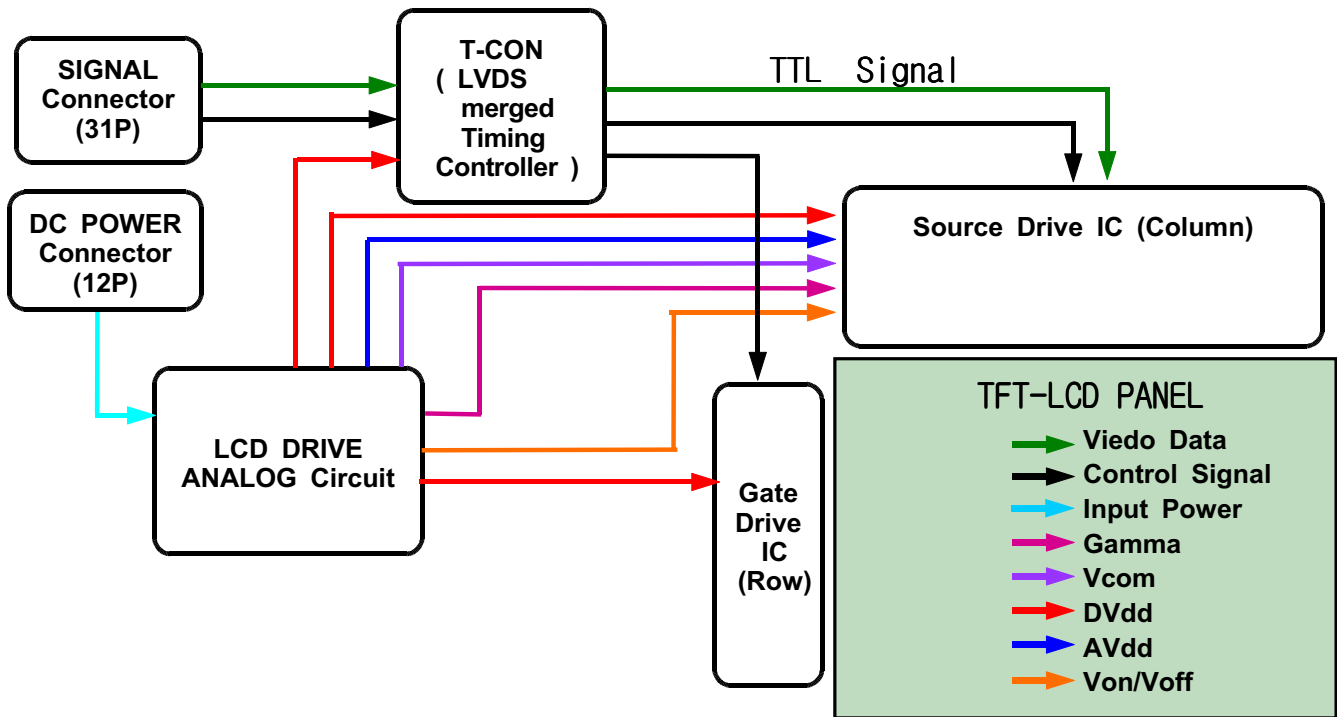 SIGNAL
Connector
(31P)
T-CON
( LVDS
merged
Timing
Controller )
TTL Signal
DC POWER
Connector
(12P)
Source Drive IC (Column)
LCD DRIVE
ANALOG Circuit
Gate
Drive
IC
(Row)
TFT-LCD PANEL
Viedo Data
Control Signal
Input Power
Gamma
Vcom
DVdd
AVdd
Von/Voff